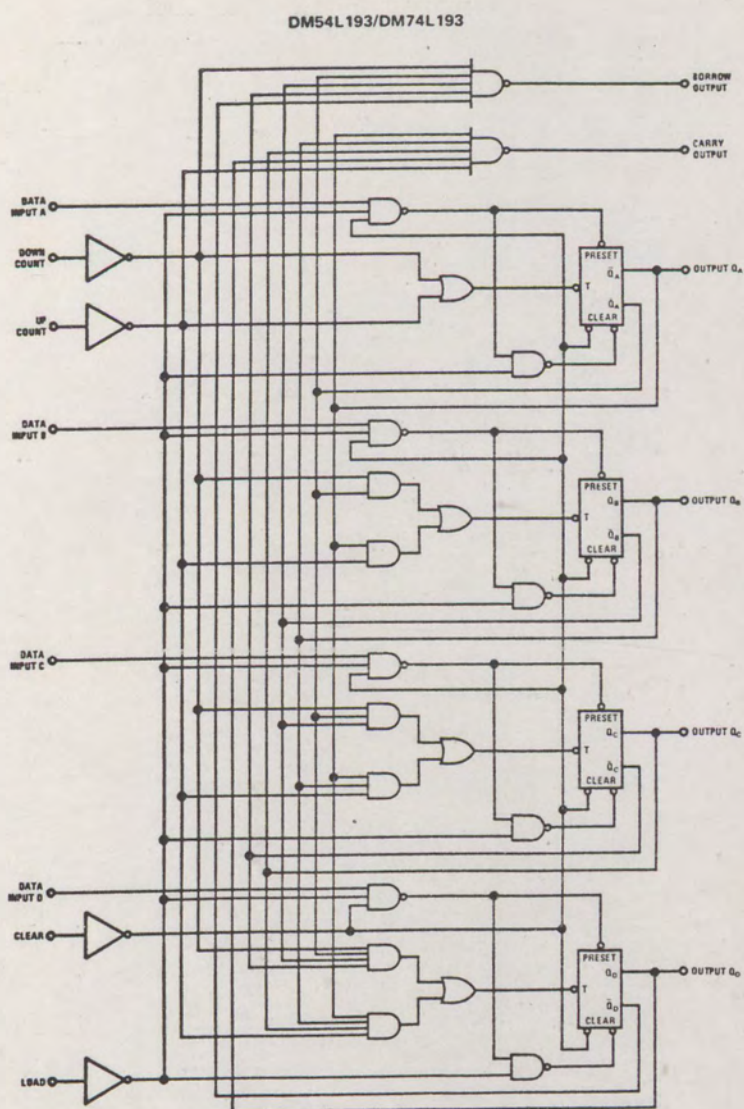 DM54L193/DM74L193
BORROW
OUTPUT
CARRY
OUTPUT
DATA
INPUT A
DOWN
COUNT
UP
COUNT
PRESET
Q̄A
T
Q̄A
CLEAR
OUTPUT QA
DATA
INPUT B
PRESET
QB
T
Q̄B
CLEAR
OUTPUT QB
DATA
INPUT C
PRESET
QC
T
Q̄C
CLEAR
OUTPUT QC
DATA
INPUT D
CLEAR
PRESET
QD
T
Q̄D
CLEAR
OUTPUT QD
LOAD